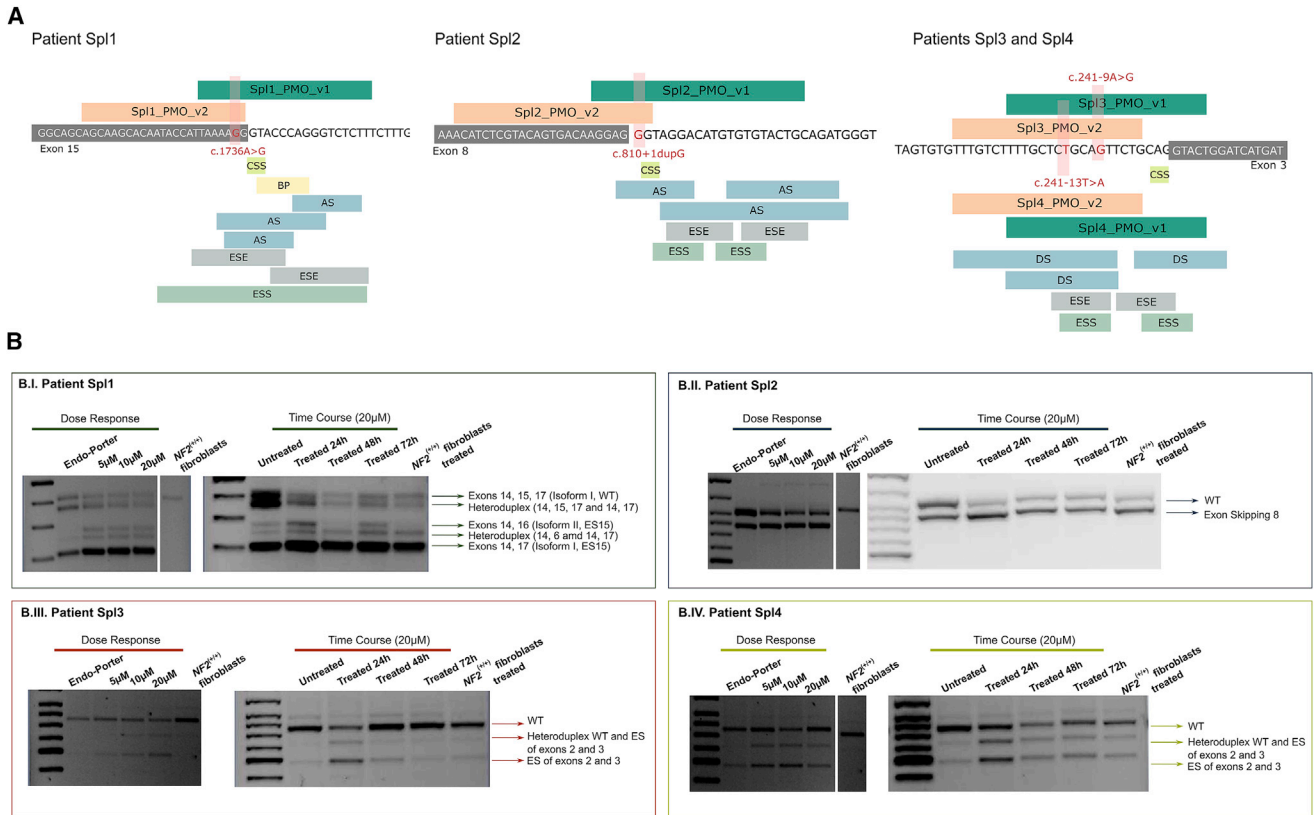 A
Patient Spl1
Spl1_PMO_v1
Spl1_PMO_v2
GGCAGCAGCAAGCACAATACCATTAAAAGGGTACCCAGGGTCTCTTTCTTTG
Exon 15
c.1736A>G
CSS
BP
AS
AS
AS
ESE
ESE
ESS
Patient Spl2
Spl2_PMO_v1
Spl2_PMO_v2
AAACATCTCGTACAGTGACAAGGAG GGTAGGACATGTGTGTACTGCAGATGGGT
Exon 8
c.810+1dupG
CSS
AS
AS
AS
ESE
ESE
ESS
ESS
Patients Spl3 and Spl4
c.241-9A>G
Spl3_PMO_v1
Spl3_PMO_v2
TAGTGTGTTTGTCTTTTGCTCTGCAGTTCTGCAGGTACTGGATCATGAT
Exon 3
c.241-13T>A
CSS
Spl4_PMO_v2
Spl4_PMO_v1
DS
DS
DS
ESE
ESE
ESS
ESS
B
B.I. Patient Spl1
Dose Response
Time Course (20μM)
Endo-Porter
5μM
10μM
20μM
NF2(+/+) fibroblasts
Untreated
Treated 24h
Treated 48h
Treated 72h
NF2(+/+) fibroblasts treated
Exons 14, 15, 17 (Isoform I, WT)
Heteroduplex (14, 15, 17 and 14, 17)
Exons 14, 16 (Isoform II, ES15)
Heteroduplex (14, 6 amd 14, 17)
Exons 14, 17 (Isoform I, ES15)
B.II. Patient Spl2
Dose Response
Time Course (20μM)
Endo-Porter
5μM
10μM
20μM
NF2(+/+) fibroblasts
Untreated
Treated 24h
Treated 48h
Treated 72h
NF2(+/+) fibroblasts treated
WT
Exon Skipping 8
B.III. Patient Spl3
Dose Response
Time Course (20μM)
Endo-Porter
5μM
10μM
20μM
NF2(+/+) fibroblasts
Untreated
Treated 24h
Treated 48h
Treated 72h
NF2(+/+) fibroblasts treated
WT
Heteroduplex WT and ES
of exons 2 and 3
ES of exons 2 and 3
B.IV. Patient Spl4
Dose Response
Time Course (20μM)
Endo-Porter
5μM
10μM
20μM
NF2(+/+) fibroblasts
Untreated
Treated 24h
Treated 48h
Treated 72h
NF2(+/+) fibroblasts treated
WT
Heteroduplex WT and ES
of exons 2 and 3
ES of exons 2 and 3